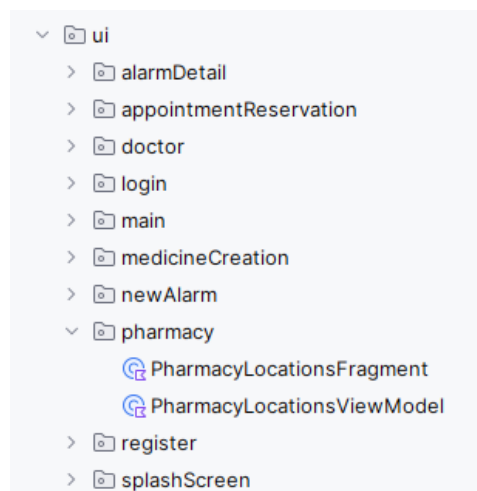 ui
alarmDetail
appointmentReservation
doctor
login
main
medicineCreation
newAlarm
pharmacy
PharmacyLocationsFragment
PharmacyLocationsViewModel
register
splashScreen